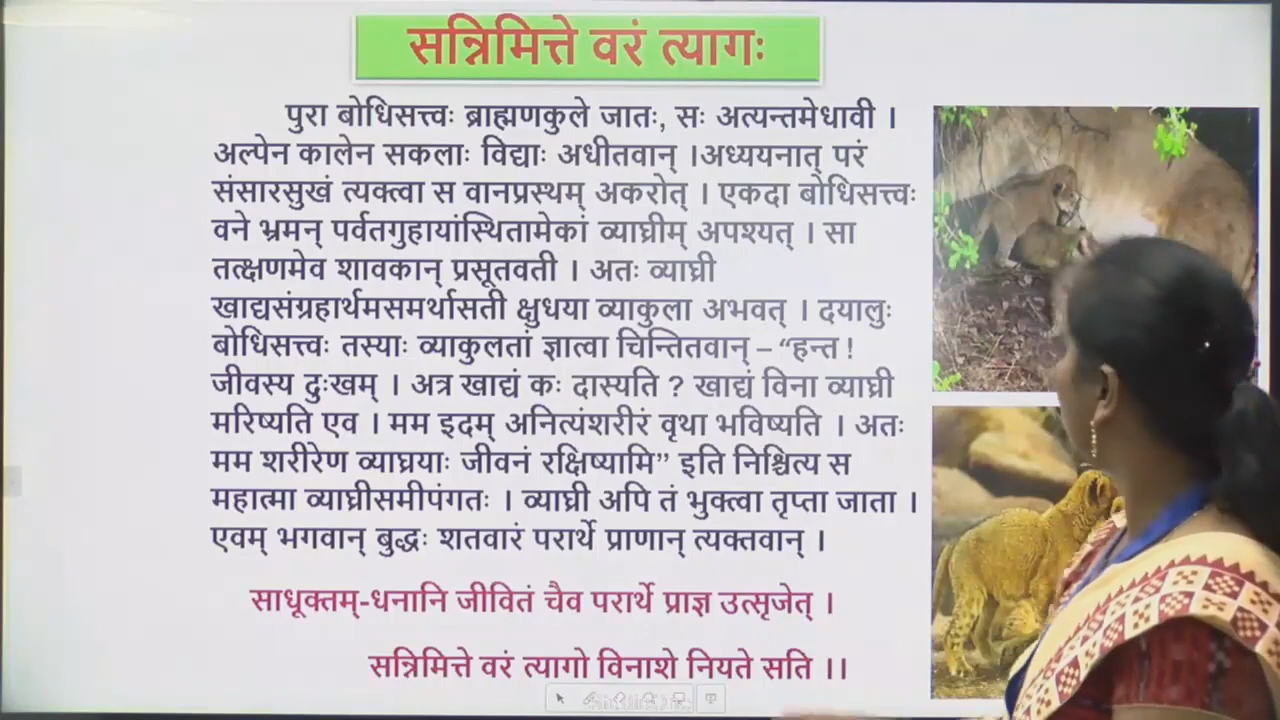 सन्निमित्ते वरं त्यागः
पुरा बोधिसत्त्वः ब्राह्मणकुले जातः, सः अत्यन्तमेधावी ।
अल्पेन कालेन सकलाः विद्याः अधीतवान् ।अध्ययनात् परं
संसारसुखं त्यक्त्वा स वानप्रस्थम् अकरोत् । एकदा बोधिसत्त्वः
वने भ्रमन् पर्वतगुहायांस्थितामेकां व्याघ्रीम् अपश्यत् । सा
तत्क्षणमेव शावकान् प्रसूतवती । अतः व्याघ्री
खाद्यसंग्रहार्थमसमर्थासती क्षुधया व्याकुला अभवत् । दयालुः
बोधिसत्त्वः तस्याः व्याकुलतां ज्ञात्वा चिन्तितवान् – “हन्त !
जीवस्य दुःखम् । अत्र खाद्यं कः दास्यति ? खाद्यं विना व्याघ्री
मरिष्यति एव । मम इदम् अनित्यंशरीरं वृथा भविष्यति । अतः
मम शरीरेण व्याघ्रयाः जीवनं रक्षिष्यामि” इति निश्चित्य स
महात्मा व्याघ्रीसमीपंगतः । व्याघ्री अपि तं भुक्त्वा तृप्ता जाता ।
एवम् भगवान् बुद्धः शतवारं परार्थे प्राणान् त्यक्तवान् ।
साधूक्तम्-धनानि जीवितं चैव परार्थे प्राज्ञ उत्सृजेत् ।
सन्निमित्ते वरं त्यागो विनाशे नियते सति ।।